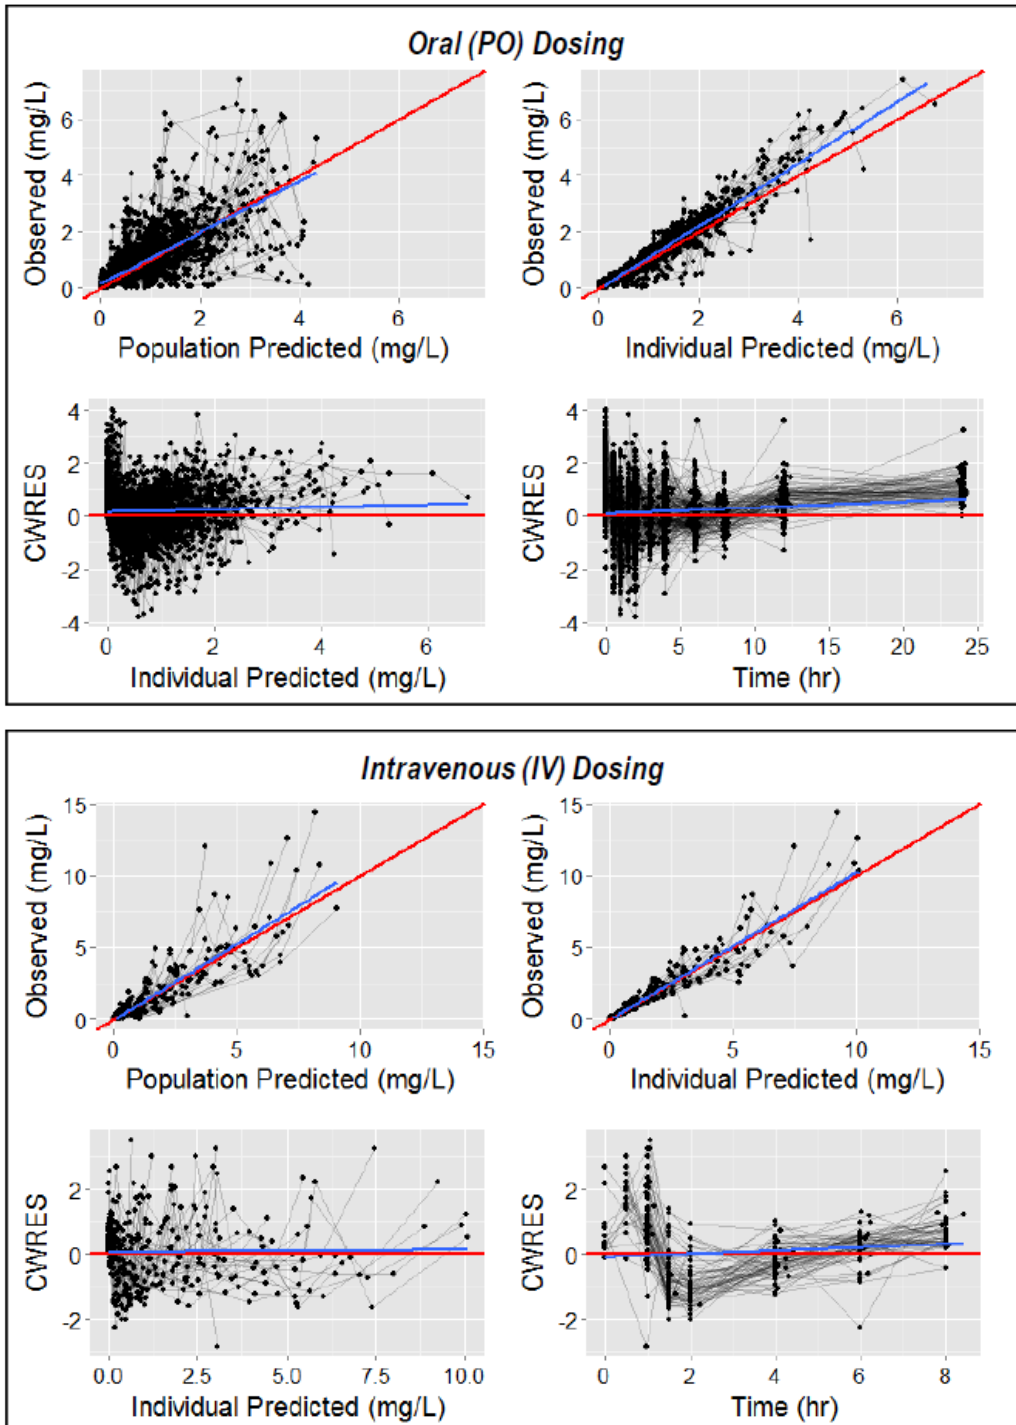 Oral (PO) Dosing
Observed (mg/L)
6
4
2
0
0 2 4 6
Population Predicted (mg/L)
Observed (mg/L)
6
4
2
0
0 2 4 6
Individual Predicted (mg/L)
CWRES
4
2
0
-2
-4
0 2 4 6
Individual Predicted (mg/L)
CWRES
4
2
0
-2
-4
0 5 10 15 20 25
Time (hr)
Intravenous (IV) Dosing
Observed (mg/L)
15
10
5
0
0 5 10 15
Population Predicted (mg/L)
Observed (mg/L)
15
10
5
0
0 5 10 15
Individual Predicted (mg/L)
CWRES
2
0
-2
0.0 2.5 5.0 7.5 10.0
Individual Predicted (mg/L)
CWRES
2
0
-2
0 2 4 6 8
Time (hr)